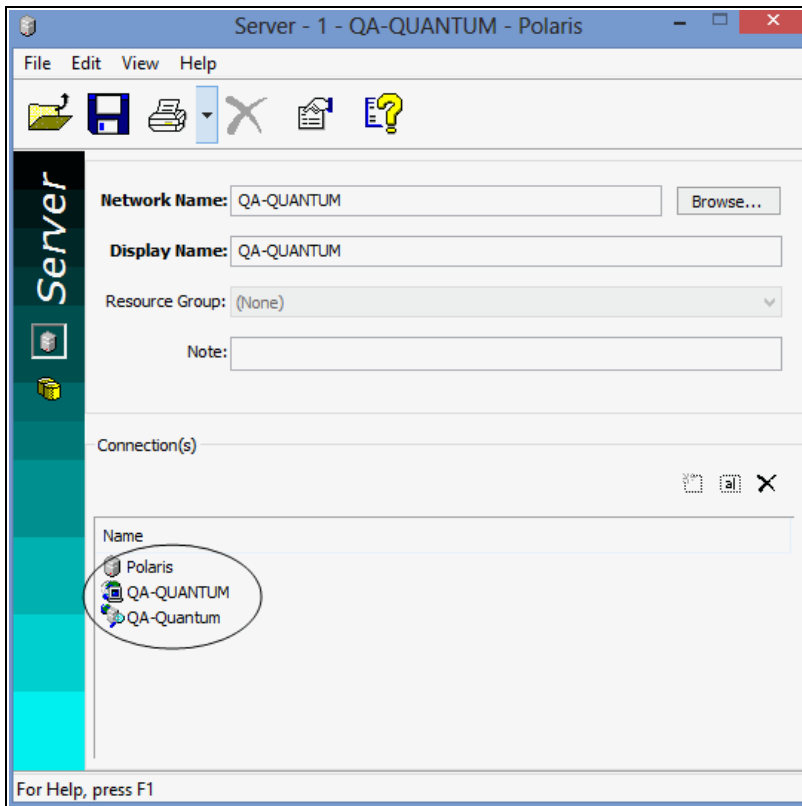 Server - 1 - QA-QUANTUM - Polaris
File Edit View Help
Server
Network Name: QA-QUANTUM Browse...
Display Name: QA-QUANTUM
Resource Group: (None)
Note:
Connection(s)
Name
Polaris
QA-QUANTUM
QA-Quantum
For Help, press F1